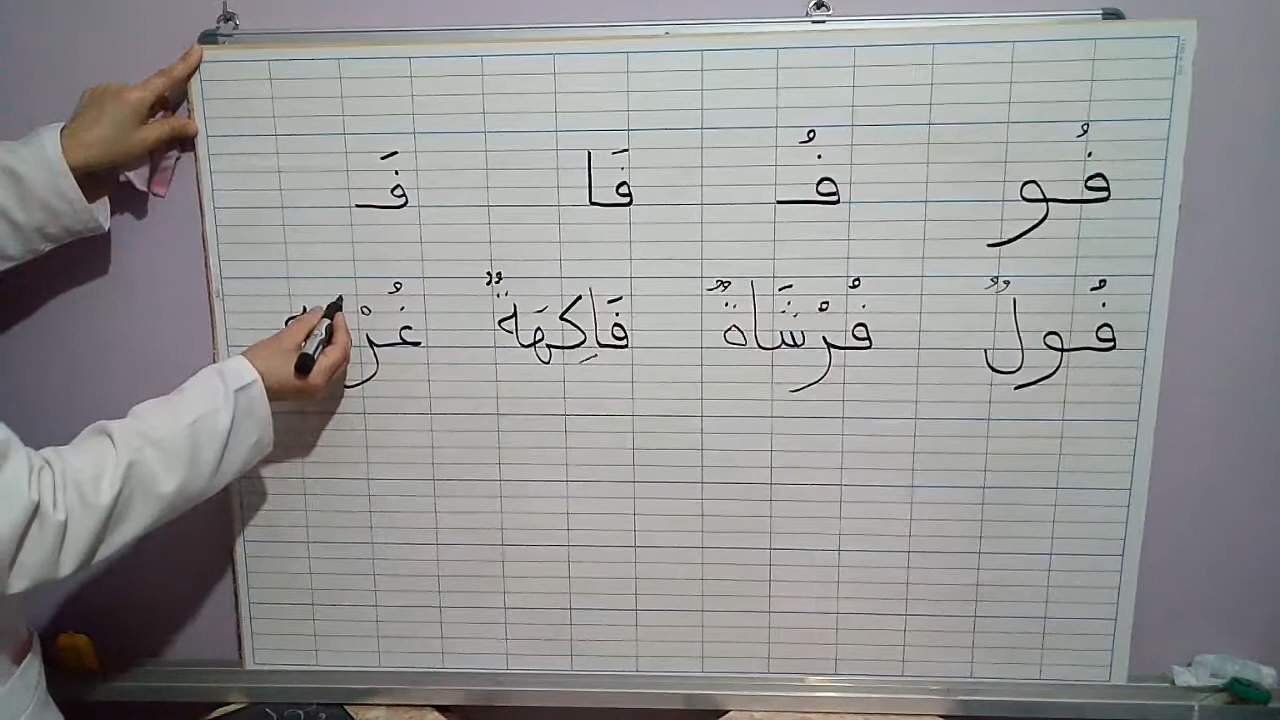 فُو فُـ فَا فَـ
فُولٌ فُرْشَاةٌ فَاكِهَةٌ